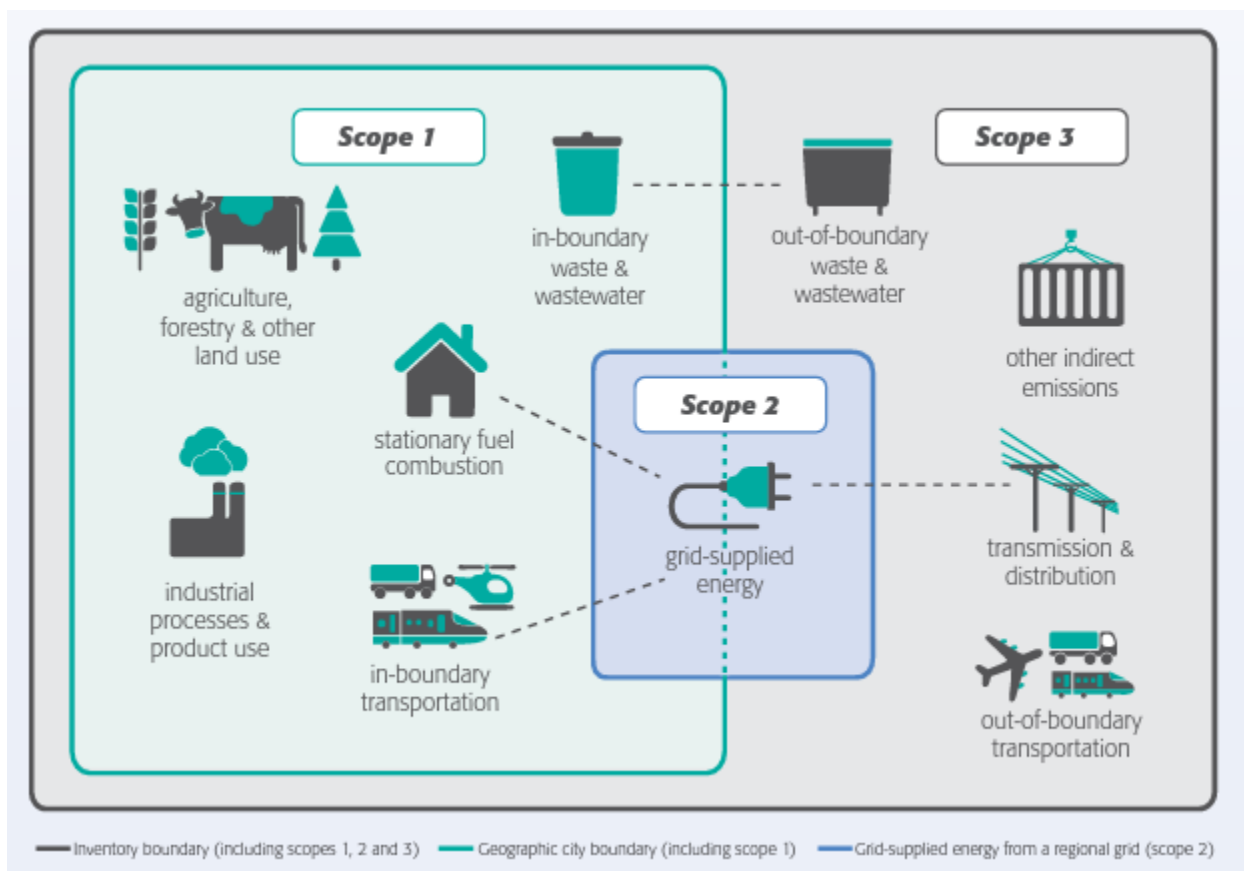 Scope 1
Scope 3
in-boundary
waste &
wastewater
out-of-boundary
waste &
wastewater
agriculture,
forestry & other
land use
other indirect
emissions
Scope 2
stationary fuel
combustion
grid-supplied
energy
transmission &
distribution
industrial
processes &
product use
in-boundary
transportation
out-of-boundary
transportation
Inventory boundary (including scopes 1, 2 and 3)
Geographic city boundary (including scope 1)
Grid-supplied energy from a regional grid (scope 2)